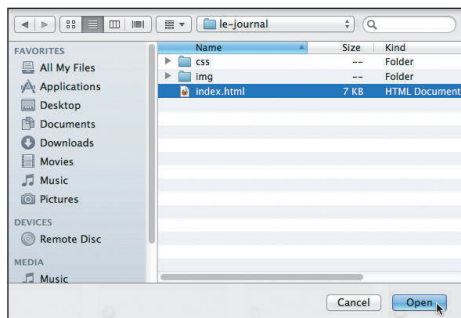 le-journal
FAVORITES
All My Files
Applications
Desktop
Documents
Downloads
Movies
Music
Pictures
DEVICES
Remote Disc
MEDIA
Music
Name Size Kind
css -- Folder
img -- Folder
index.html 7 KB HTML Document
Cancel Open